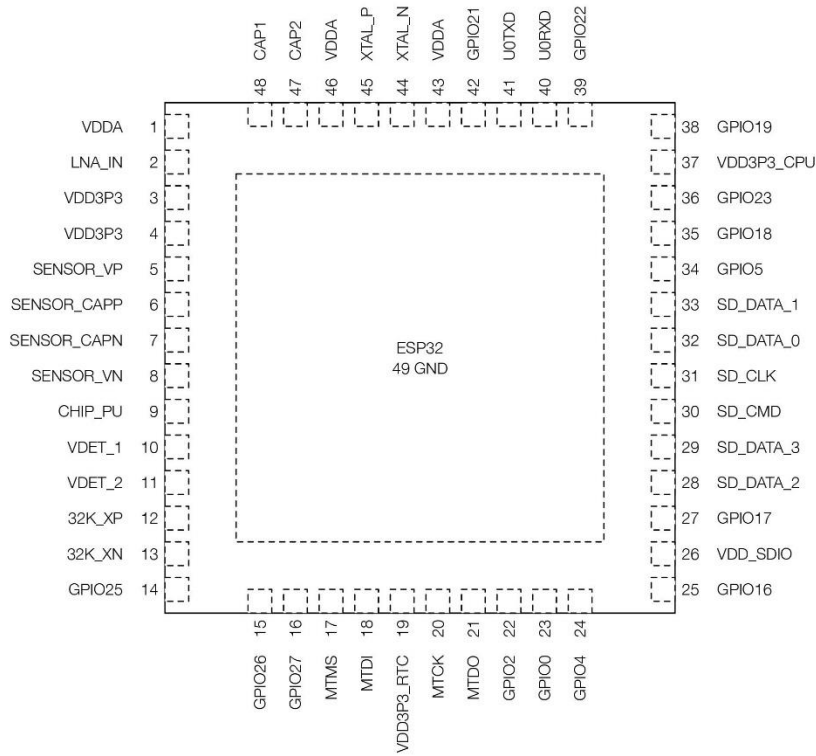 CAP1
CAP2
VDDA
XTAL_P
XTAL_N
VDDA
GPIO21
U0TXD
U0RXD
GPIO22
48
47
46
45
44
43
42
41
40
39
VDDA 1
LNA_IN 2
VDD3P3 3
VDD3P3 4
SENSOR_VP 5
SENSOR_CAPP 6
SENSOR_CAPN 7
SENSOR_VN 8
CHIP_PU 9
VDET_1 10
VDET_2 11
32K_XP 12
32K_XN 13
GPIO25 14
ESP32
49 GND
38 GPIO19
37 VDD3P3_CPU
36 GPIO23
35 GPIO18
34 GPIO5
33 SD_DATA_1
32 SD_DATA_0
31 SD_CLK
30 SD_CMD
29 SD_DATA_3
28 SD_DATA_2
27 GPIO17
26 VDD_SDIO
25 GPIO16
15
16
17
18
19
20
21
22
23
24
GPIO26
GPIO27
MTMS
MTDI
VDD3P3_RTC
MTCK
MTDO
GPIO2
GPIO0
GPIO4